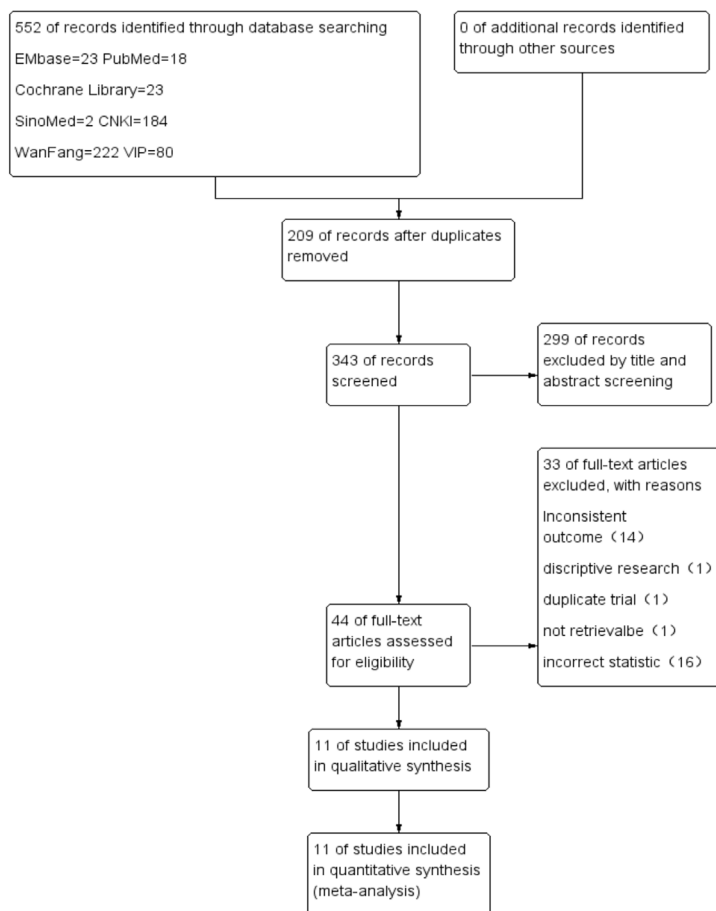 552 of records identified through database searching
EMbase=23 PubMed=18
Cochrane Library=23
SinoMed=2 CNKI=184
WanFang=222 VIP=80
0 of additional records identified
through other sources
209 of records after duplicates
removed
343 of records
screened
299 of records
excluded by title and
abstract screening
33 of full-text articles
excluded, with reasons
Inconsistent
outcome（14）
discriptive research（1）
duplicate trial（1）
not retrievalbe（1）
incorrect statistic（16）
44 of full-text
articles assessed
for eligibility
11 of studies included
in qualitative synthesis
11 of studies included
in quantitative synthesis
(meta-analysis)